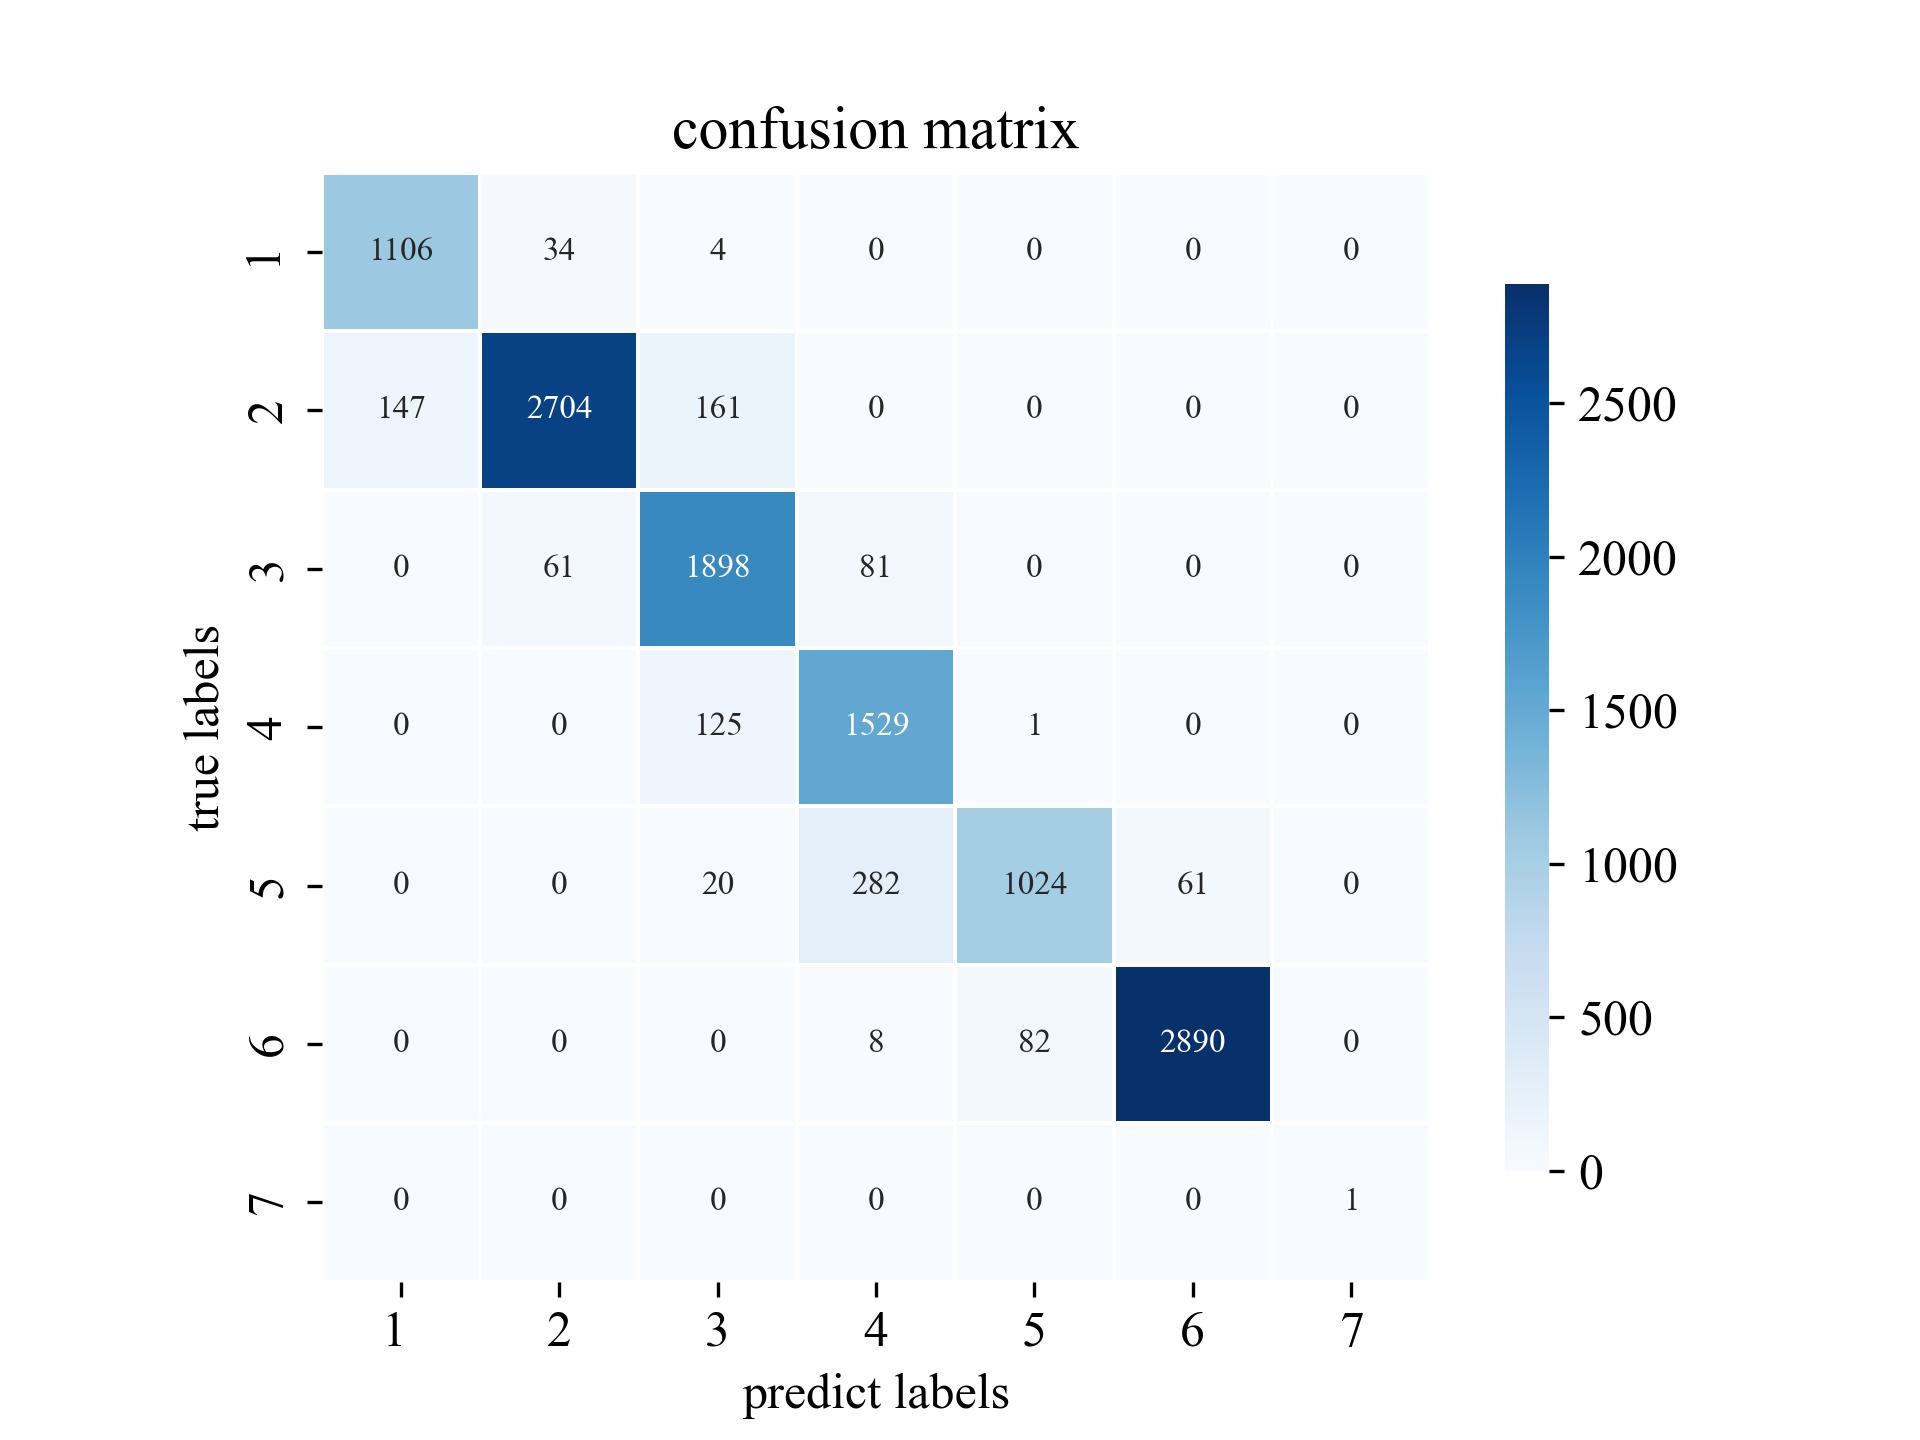 confusion matrix
1 1106 34 4 0 0 0 0
2 147 2704 161 0 0 0 0
3 0 61 1898 81 0 0 0
4 0 0 125 1529 1 0 0
5 0 0 20 282 1024 61 0
6 0 0 0 8 82 2890 0
7 0 0 0 0 0 0 1
1 2 3 4 5 6 7
predict labels
true labels
2500
2000
1500
1000
500
0